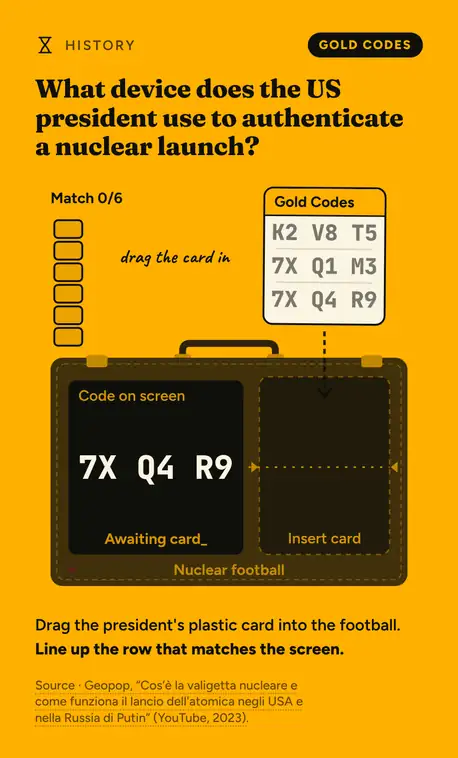 HISTORY
GOLD CODES
What device does the US
president use to authenticate
a nuclear launch?
Match 0/6
drag the card in
Gold Codes
K2 V8 T5
7X Q1 M3
7X Q4 R9
Code on screen
7X Q4 R9
Awaiting card_
Insert card
Nuclear football
Drag the president's plastic card into the football.
Line up the row that matches the screen.
Source · Geopop, “Cos'è la valigetta nucleare e
come funziona il lancio dell'atomica negli USA e
nella Russia di Putin” (YouTube, 2023).